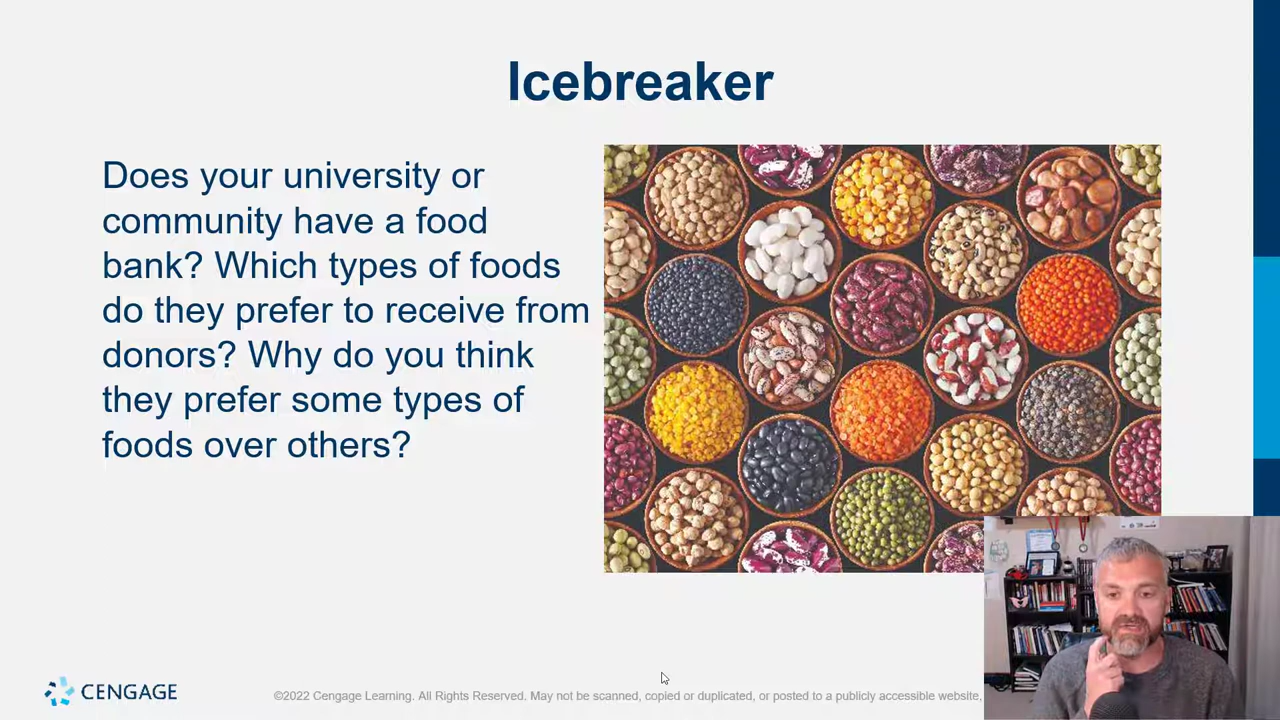 Icebreaker
Does your university or
community have a food
bank? Which types of foods
do they prefer to receive from
donors? Why do you think
they prefer some types of
foods over others?
CENGAGE
©2022 Cengage Learning. All Rights Reserved. May not be scanned, copied or duplicated, or posted to a publicly accessible website,